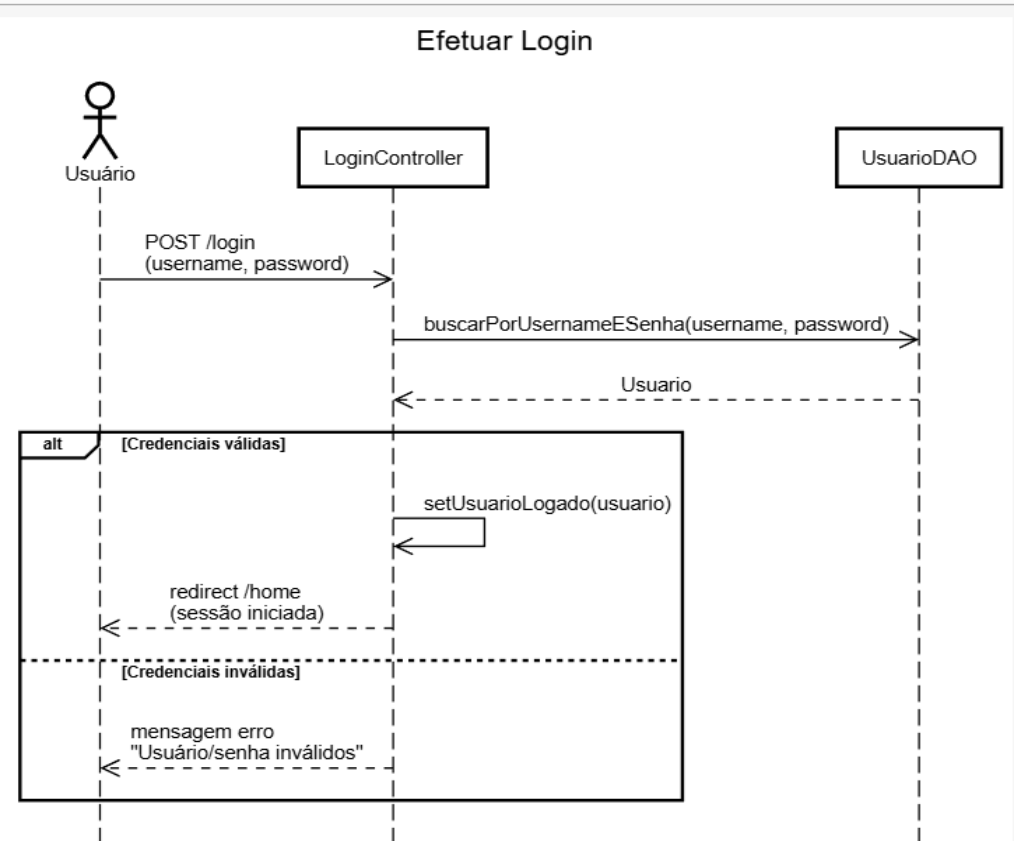 Efetuar Login
Usuário
LoginController
UsuarioDAO
POST /login
(username, password)
buscarPorUsernameESenha(username, password)
Usuario
alt
[Credenciais válidas]
setUsuarioLogado(usuario)
redirect /home
(sessão iniciada)
[Credenciais inválidas]
mensagem erro
"Usuário/senha inválidos"